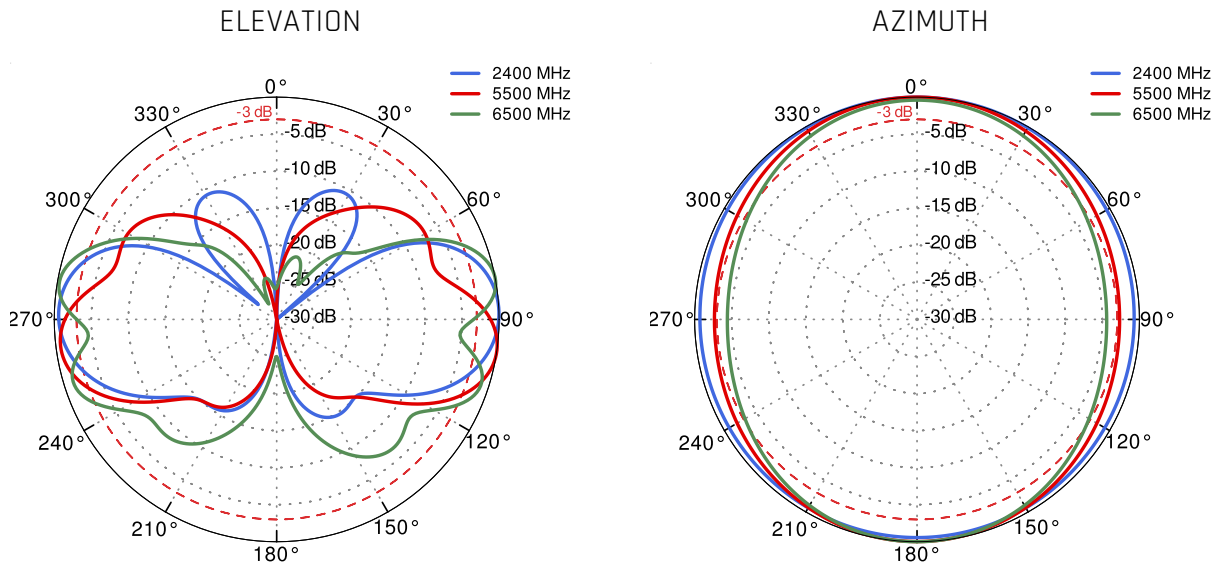 ELEVATION
2400 MHz
5500 MHz
6500 MHz
0°
-3 dB
330°
30°
-5 dB
-10 dB
300°
60°
-15 dB
-20 dB
-25 dB
270°
-30 dB
90°
240°
120°
210°
150°
180°
AZIMUTH
2400 MHz
5500 MHz
6500 MHz
0°
-3 dB
330°
30°
-5 dB
-10 dB
300°
60°
-15 dB
-20 dB
-25 dB
270°
-30 dB
90°
240°
120°
210°
150°
180°